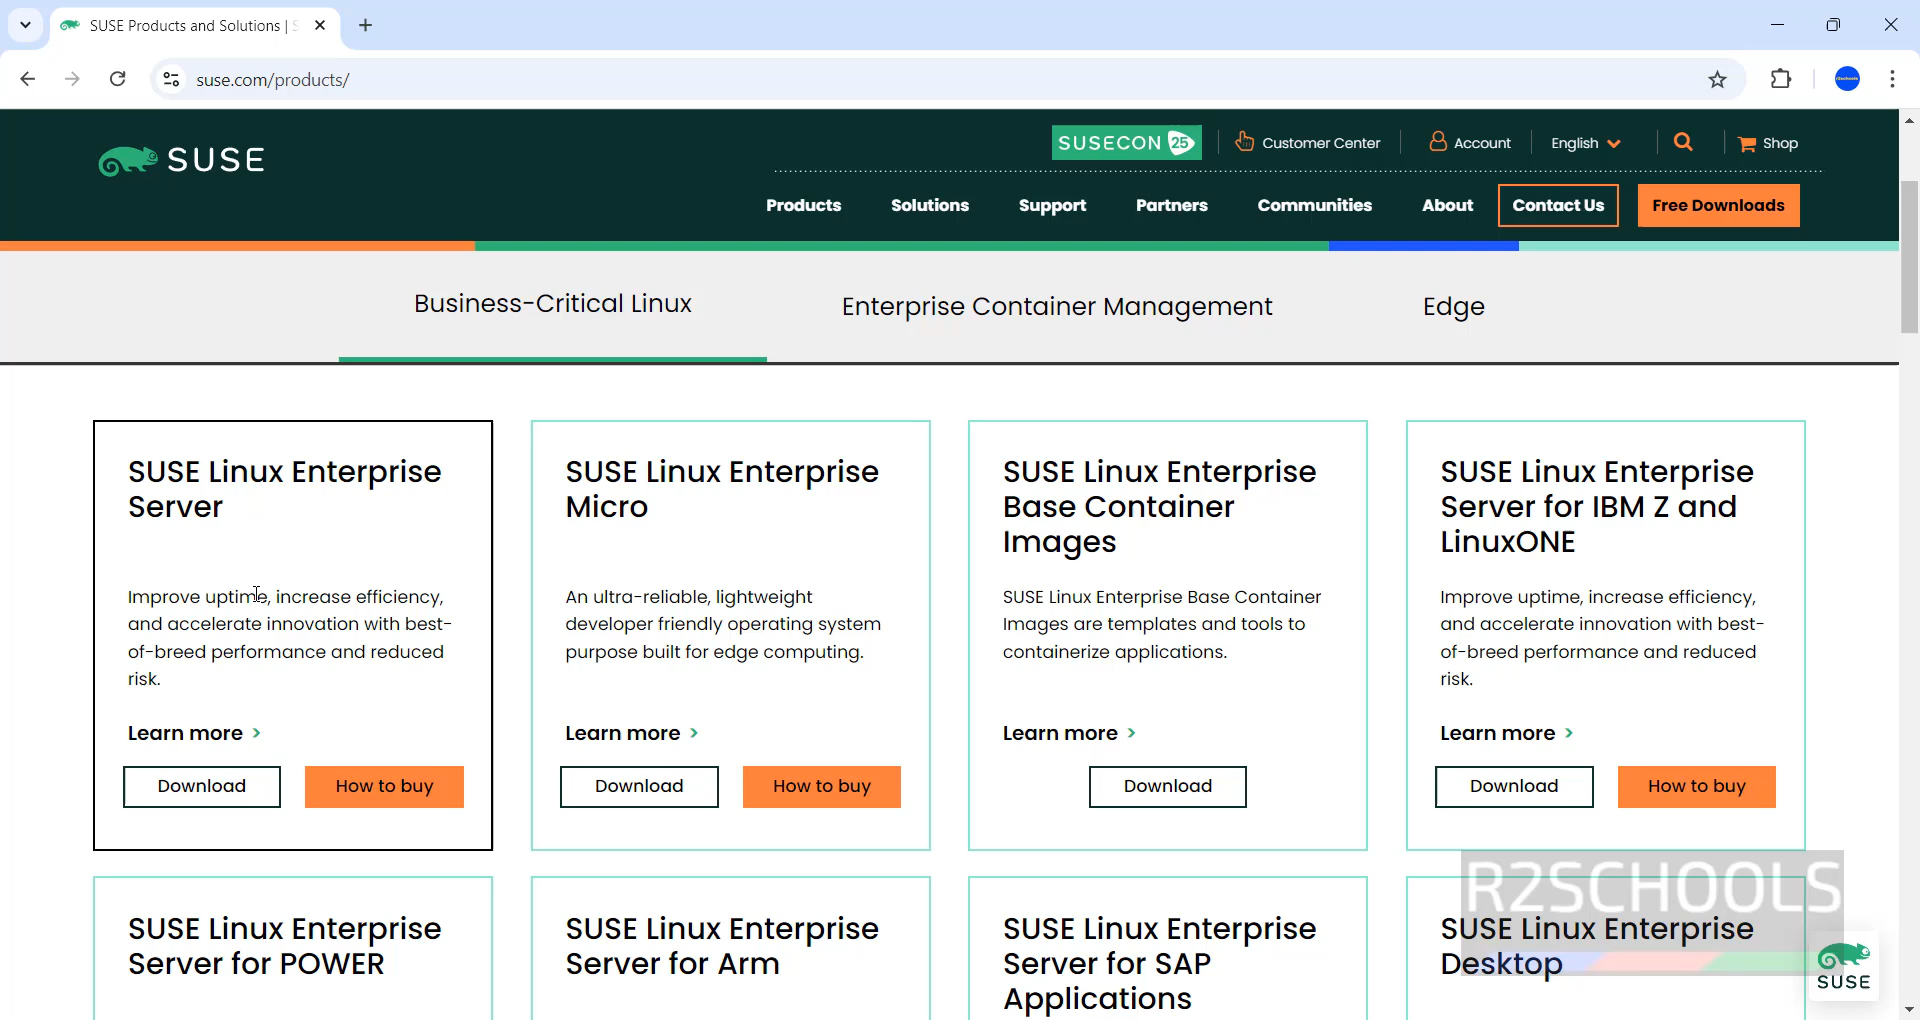 SUSE Products and Solutions |
suse.com/products/
SUSE
SUSECON 25
Customer Center
Account
English
Shop
Products
Solutions
Support
Partners
Communities
About
Contact Us
Free Downloads
Business-Critical Linux
Enterprise Container Management
Edge
SUSE Linux Enterprise
Server
Improve uptime, increase efficiency,
and accelerate innovation with best-
of-breed performance and reduced
risk.
Learn more >
Download
How to buy
SUSE Linux Enterprise
Micro
An ultra-reliable, lightweight
developer friendly operating system
purpose built for edge computing.
Learn more >
Download
How to buy
SUSE Linux Enterprise
Base Container
Images
SUSE Linux Enterprise Base Container
Images are templates and tools to
containerize applications.
Learn more >
Download
SUSE Linux Enterprise
Server for IBM Z and
LinuxONE
Improve uptime, increase efficiency,
and accelerate innovation with best-
of-breed performance and reduced
risk.
Learn more >
Download
How to buy
SUSE Linux Enterprise
Server for POWER
SUSE Linux Enterprise
Server for Arm
SUSE Linux Enterprise
Server for SAP
Applications
SUSE Linux Enterprise
Desktop
R2SCHOOLS
SUSE